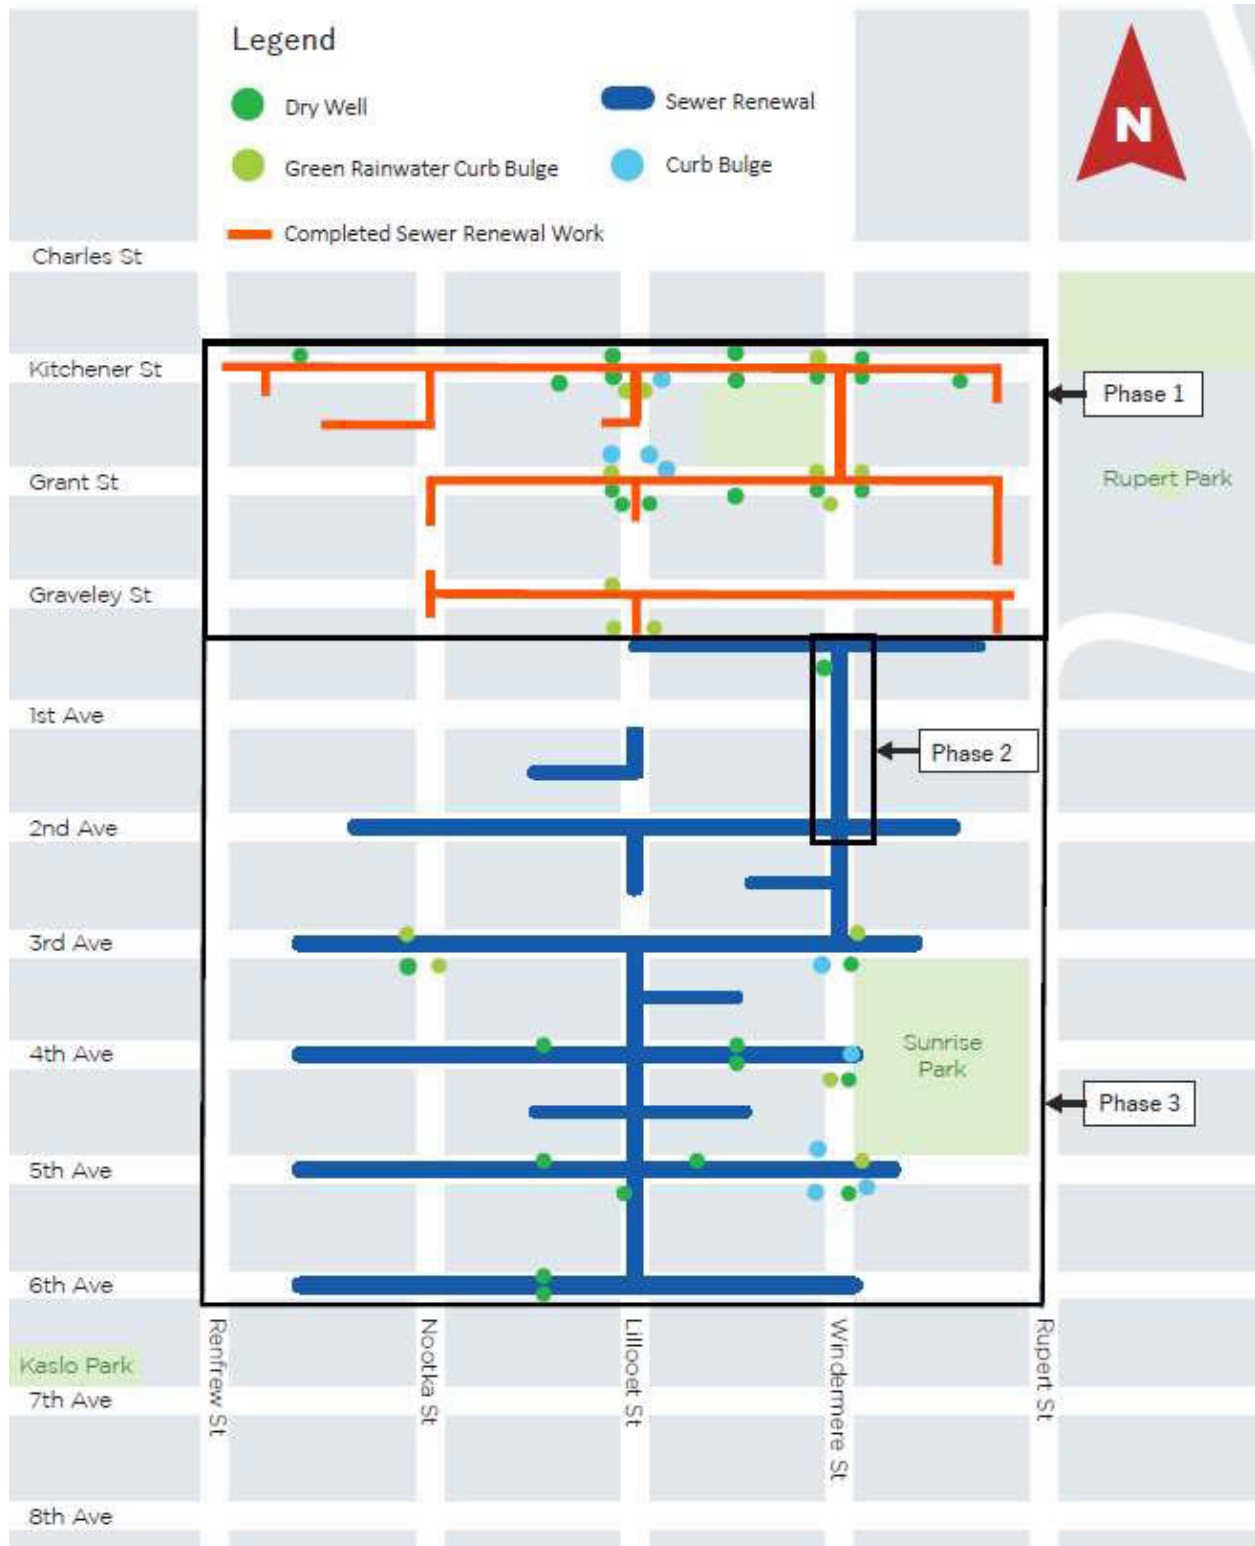 Legend
Dry Well
Sewer Renewal
Green Rainwater Curb Bulge
Curb Bulge
Completed Sewer Renewal Work
N
Charles St
Kitchener St
Phase 1
Grant St
Rupert Park
Graveley St
1st Ave
Phase 2
2nd Ave
3rd Ave
4th Ave
Sunrise
Park
Phase 3
5th Ave
6th Ave
Renfrew St
Nootka St
Lillooet St
Windermere St
Rupert St
Kaslo Park
7th Ave
8th Ave